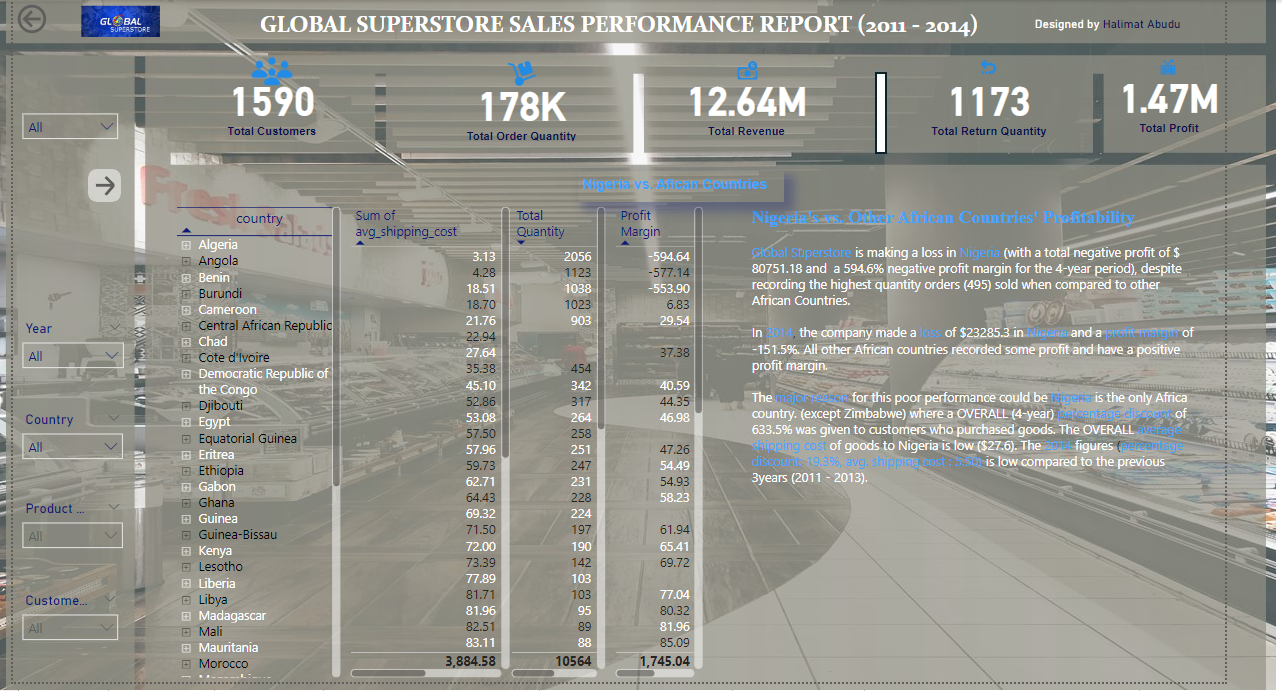 GLOBAL
SUPERSTORE
GLOBAL SUPERSTORE SALES PERFORMANCE REPORT (2011 - 2014)
Designed by Halimat Abudu
1590
Total Customers
178K
Total Order Quantity
12.64M
Total Revenue
1173
Total Return Quantity
1.47M
Total Profit
All
Year
All
Country
All
Product ...
All
Custome...
All
Nigeria vs. African Countries
country
Algeria
Angola
Benin
Burundi
Cameroon
Central African Republic
Chad
Cote d'Ivoire
Democratic Republic of
the Congo
Djibouti
Egypt
Equatorial Guinea
Eritrea
Ethiopia
Gabon
Ghana
Guinea
Guinea-Bissau
Kenya
Lesotho
Liberia
Libya
Madagascar
Mali
Mauritania
Morocco
Sum of
avg_shipping_cost
3.13
4.28
18.51
18.70
21.76
22.94
27.64
35.38
45.10
52.86
53.08
57.50
57.96
59.73
62.71
64.43
69.32
71.50
72.00
73.39
77.89
81.71
81.96
82.51
83.11
3,884.58
Total
Quantity
2056
1123
1038
1023
903
454
342
317
264
258
251
247
231
228
224
197
190
142
103
103
95
89
88
10564
Profit
Margin
-594.64
-577.14
-553.90
6.83
29.54
37.38
40.59
44.35
46.98
47.26
54.49
54.93
58.23
61.94
65.41
69.72
77.04
80.32
81.96
85.09
1,745.04
Nigeria's vs. Other African Countries' Profitability
Global Superstore is making a loss in Nigeria (with a total negative profit of $
80751.18 and a 594.6% negative profit margin for the 4-year period), despite
recording the highest quantity orders (495) sold when compared to other
African Countries.
In 2014, the company made a loss of $23285.3 in Nigeria and a profit margin of
-151.5%. All other African countries recorded some profit and have a positive
profit margin.
The major reason for this poor performance could be Nigeria is the only Africa
country. (except Zimbabwe) where a OVERALL (4-year) percentage discount of
633.5% was given to customers who purchased goods. The OVERALL average
shipping cost of goods to Nigeria is low ($27.6). The 2014 figures (percentage
discount: 19.3%, avg. shipping cost : is low compared to the previous
3years (2011 - 2013).